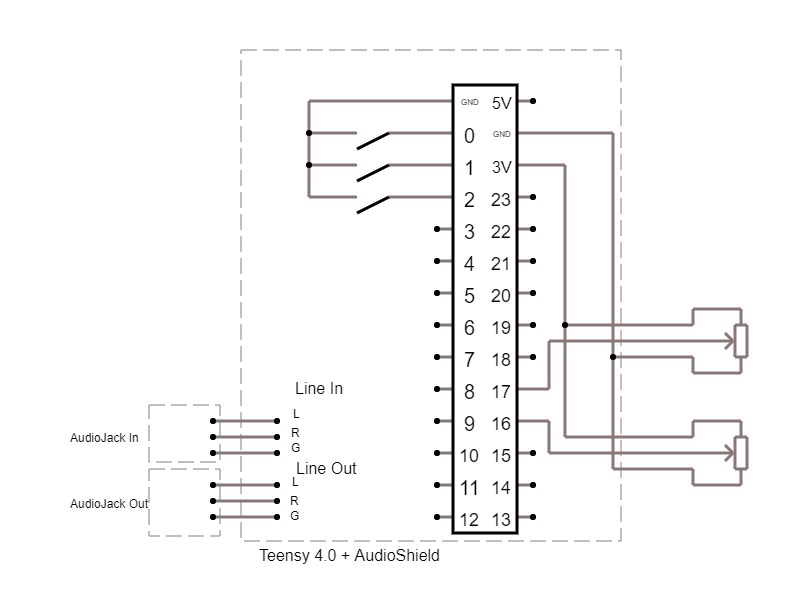 GND 5V
0 GND
1 3V
2 23
3 22
4 21
5 20
6 19
7 18
8 17
9 16
10 15
11 14
12 13
Line In
L
R
G
AudioJack In
Line Out
L
R
G
AudioJack Out
Teensy 4.0 + AudioShield